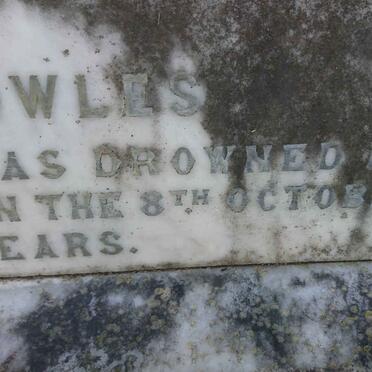 OWLES
AS DROWNED
N THE 8TH OCTOB
EARS.